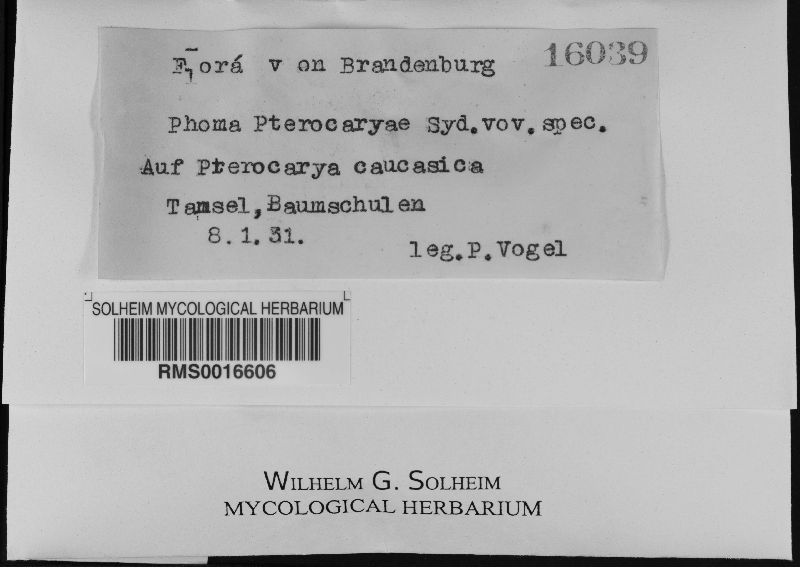 Florá von Brandenburg 16039
Phoma Pterocaryae Syd.vov.spec.
Auf Pterocarya caucasica
Tamsel,Baumschulen
8.1.31.
leg.P.Vogel
SOLHEIM MYCOLOGICAL HERBARIUM
RMS0016606
WILHELM G. SOLHEIM
MYCOLOGICAL HERBARIUM